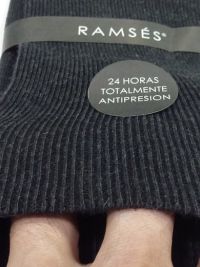 RAMSÉS®
24 HORAS
TOTALMENTE
ANTIPRESION